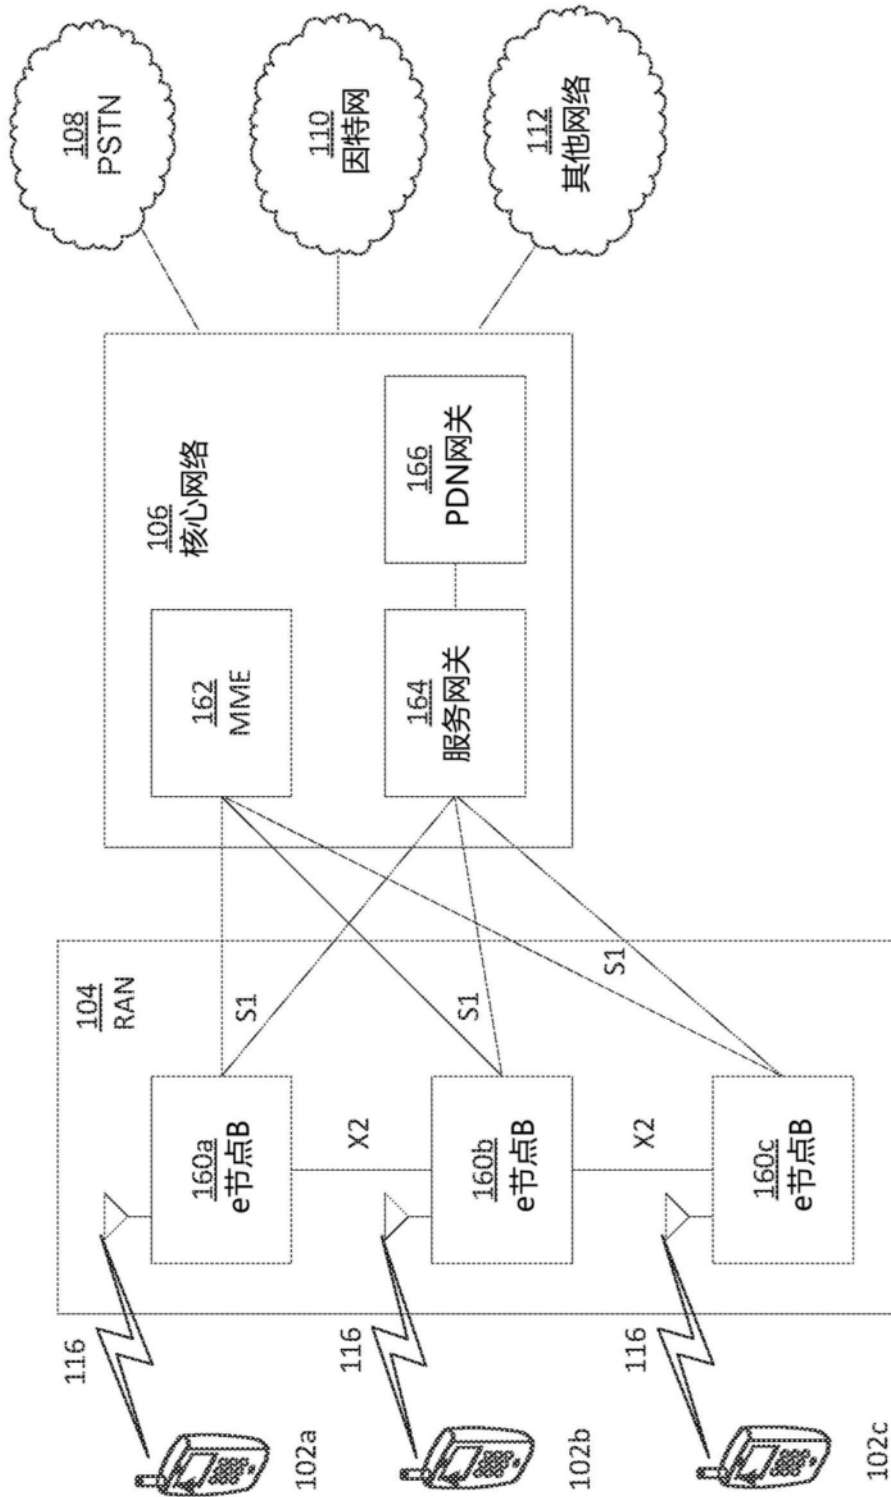 108
PSTN
110
因特网
112
其他网络
106
核心网络
162
MME
164
服务网关
166
PDN网关
104
RAN
S1
S1
S1
160a
e节点B
X2
160b
e节点B
X2
160c
e节点B
116
116
116
102a
102b
102c